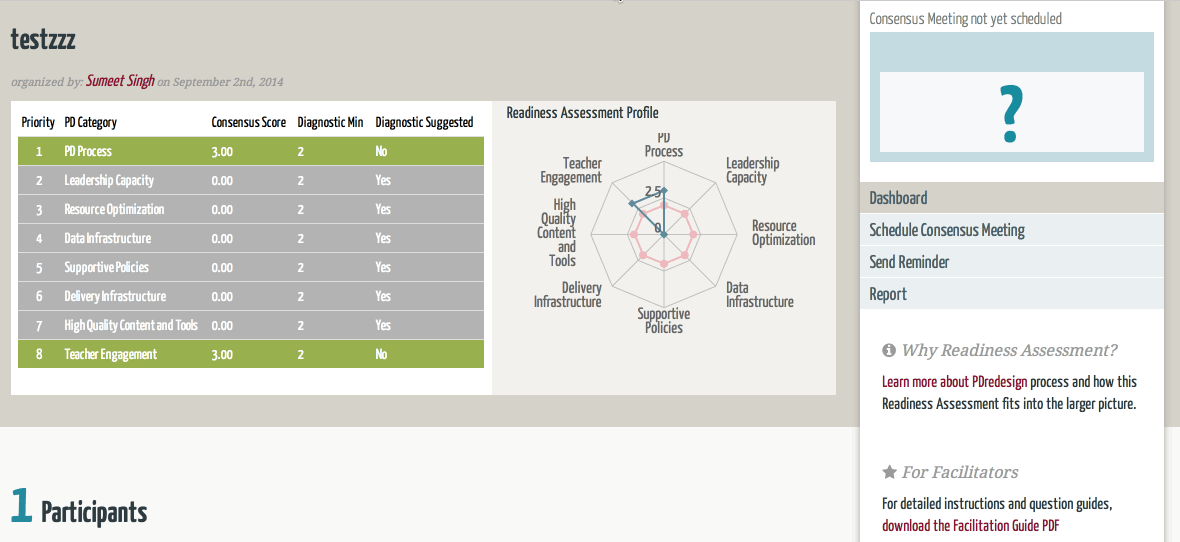 testzzz
organized by: Sumeet Singh on September 2nd, 2014
Priority PD Category Consensus Score Diagnostic Min Diagnostic Suggested
1 PD Process 3.00 2 No
2 Leadership Capacity 0.00 2 Yes
3 Resource Optimization 0.00 2 Yes
4 Data Infrastructure 0.00 2 Yes
5 Supportive Policies 0.00 2 Yes
6 Delivery Infrastructure 0.00 2 Yes
7 High Quality Content and Tools 0.00 2 Yes
8 Teacher Engagement 3.00 2 No
Readiness Assessment Profile
PD
Process
Leadership
Capacity
Resource
Optimization
Data
Infrastructure
Supportive
Policies
Delivery
Infrastructure
High
Quality
Content
and
Tools
Teacher
Engagement
2.5
0
1 Participants
Consensus Meeting not yet scheduled
?
Dashboard
Schedule Consensus Meeting
Send Reminder
Report
Why Readiness Assessment?
Learn more about PDredesign process and how this
Readiness Assessment fits into the larger picture.
For Facilitators
For detailed instructions and question guides,
download the Facilitation Guide PDF